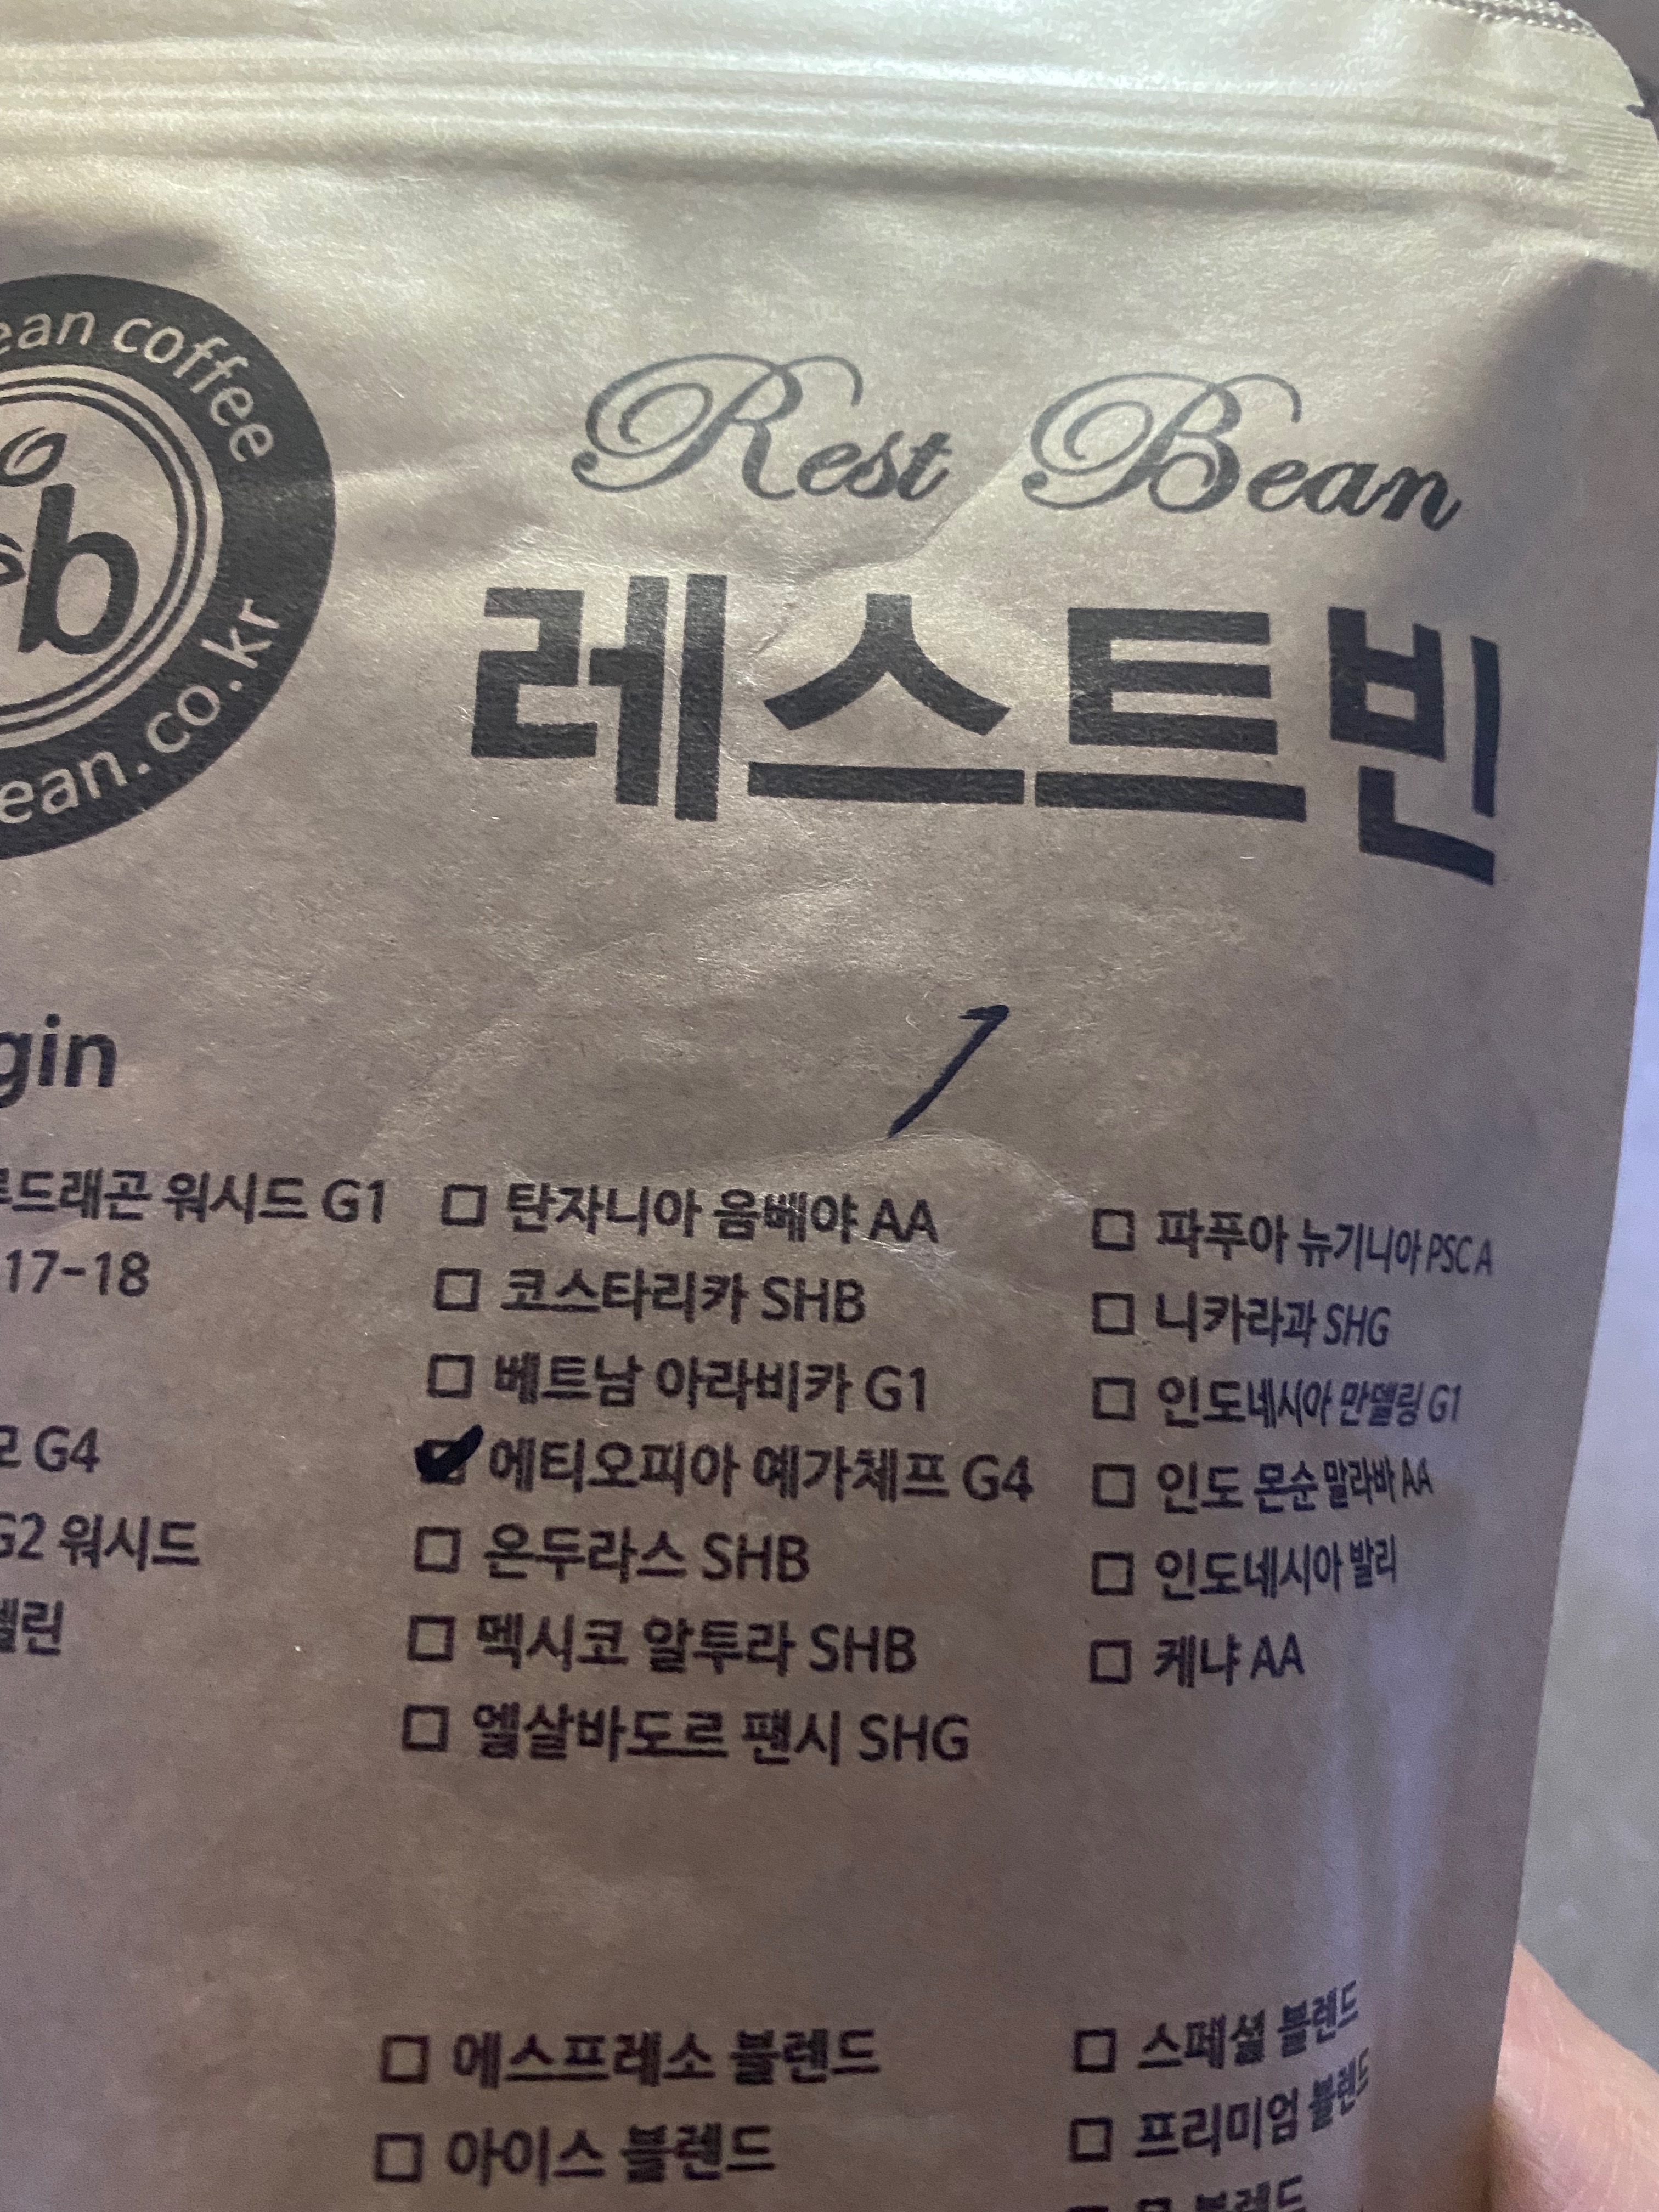 ean coffee
b
ean.co.kr
Rest Bean
레스트빈
1
gin
드래곤 워시드 G1
17-18
G4
G2 워시드
린
탄자니아 음베야 AA
코스타리카 SHB
베트남 아라비카 G1
에티오피아 예가체프 G4
온두라스 SHB
멕시코 알투라 SHB
엘살바도르 팬시 SHG
파푸아 뉴기니아 PSC A
니카라과 SHG
인도네시아 만델링 G1
인도 몬순 말라바 AA
인도네시아 발리
케냐 AA
에스프레소 블렌드
아이스 블렌드
스페셜 블렌드
프리미엄 블렌드
블렌드